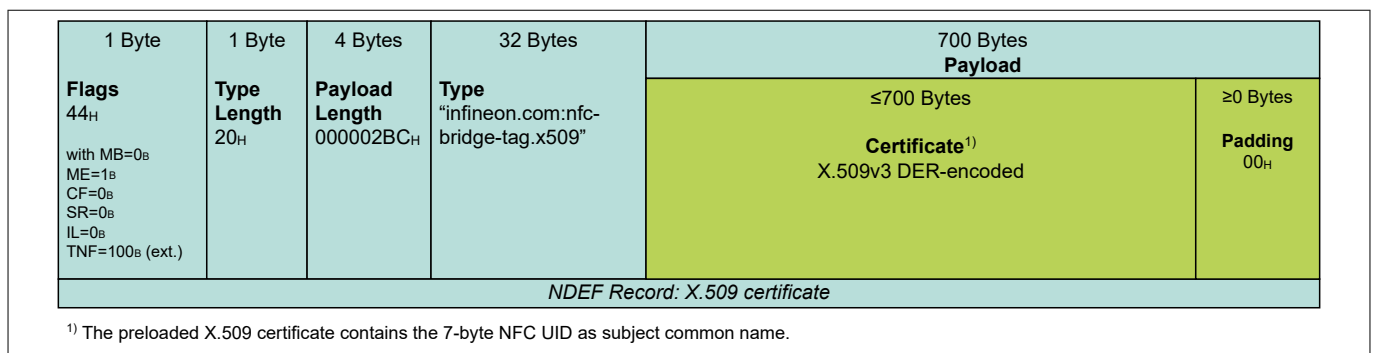 1 Byte
1 Byte
4 Bytes
32 Bytes
700 Bytes
Payload
Flags
44H
with MB=0B
ME=1B
CF=0B
SR=0B
IL=0B
TNF=100B (ext.)
Type
Length
20H
Payload
Length
000002BCH
Type
“infineon.com:nfc-
bridge-tag.x509”
≤700 Bytes
Certificate1)
X.509v3 DER-encoded
≥0 Bytes
Padding
00H
NDEF Record: X.509 certificate
1) The preloaded X.509 certificate contains the 7-byte NFC UID as subject common name.